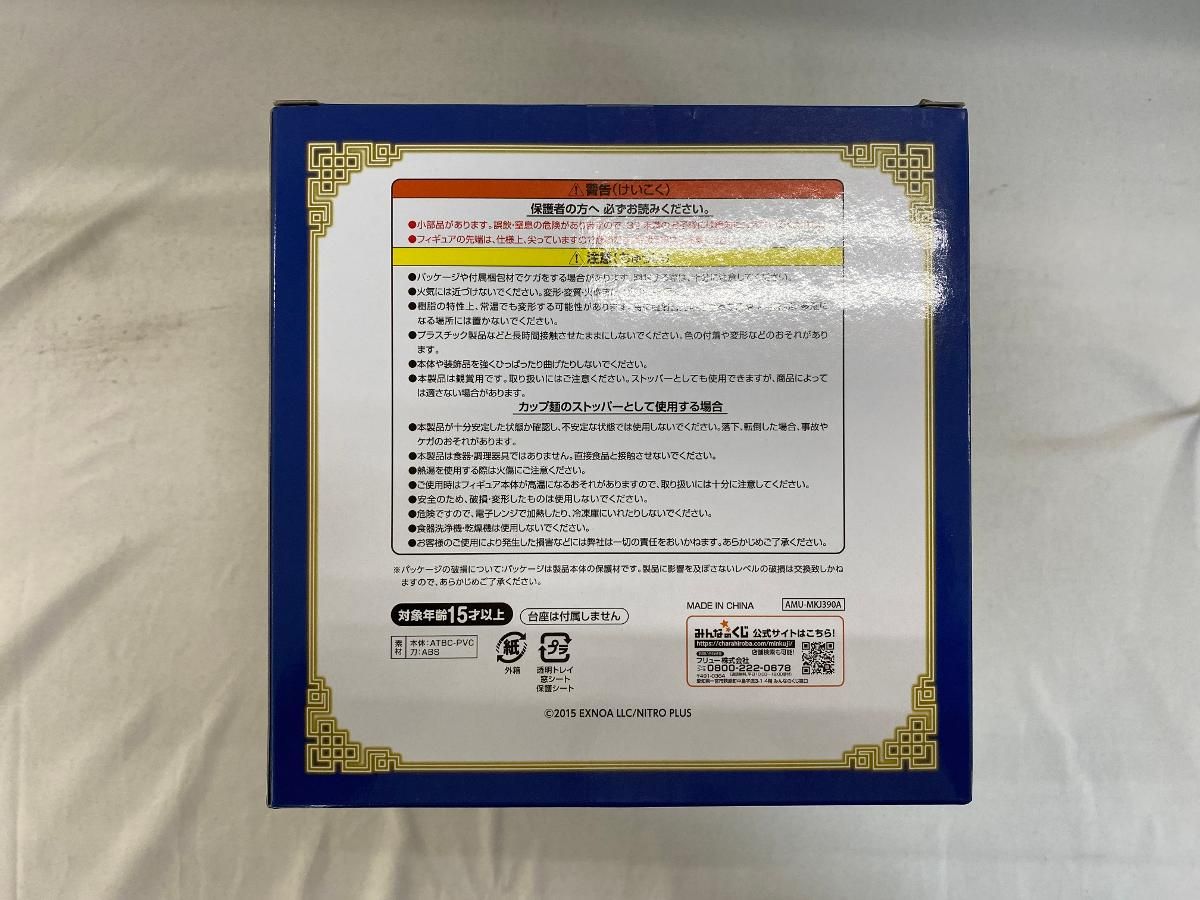 ⚠警告(けいこく)
保護者の方へ 必ずお読みください。
●小部品があります。誤飲・窒息の危険がありますので、
●フィギュアの先端は、仕様上、尖っていますので
⚠注意
●パッケージや付属梱包材でケガをする場合があります。
●火気には近づけないでください。変形・変質・火
●樹脂の特性上、常温でも変形する可能性があります。
なる場所には置かないでください。
●プラスチック製品などと長時間接触させたままにしないでください。色の付着や変形などのおそれがあり
ます。
●本体や装飾品を強くひっぱったり曲げたりしないでください。
●本製品は観賞用です。取り扱いにはご注意ください。ストッパーとしても使用できますが、商品によって
は適さない場合があります。
カップ麺のストッパーとして使用する場合
●本製品が十分安定した状態か確認し、不安定な状態では使用しないでください。落下、転倒した場合、事故や
ケガのおそれがあります。
●本製品は食器・調理器具ではありません。直接食品と接触させないでください。
●熱湯を使用する際は火傷にご注意ください。
●ご使用時はフィギュア本体が高温になるおそれがありますので、取り扱いには十分に注意してください。
●安全のため、破損・変形したものは使用しないでください。
●危険ですので、電子レンジで加熱したり、冷凍庫にいれたりしないでください。
●食器洗浄機・乾燥機は使用しないでください。
●お客様のご使用により発生した損害などには弊社は一切の責任をおいかねます。あらかじめご了承ください。
※パッケージの破損について:パッケージは製品本体の保護材です。製品に影響を及ぼさないレベルの破損は交換致しかね
ますので、あらかじめご了承ください。
対象年齢15才以上
台座は付属しません
MADE IN CHINA
AMU-MKJ390A
素材
本体:ATBC-PVC
刀:ABS
紙
外箱
プラ
透明トレイ
窓シート
保護シート
みんなのくじ 公式サイトはこちら!
https://charahiroba.com/minkuji/
店舗検索も可能!
フリュー株式会社
0800-222-0678
〒491-0364
©2015 EXNOA LLC/NITRO PLUS